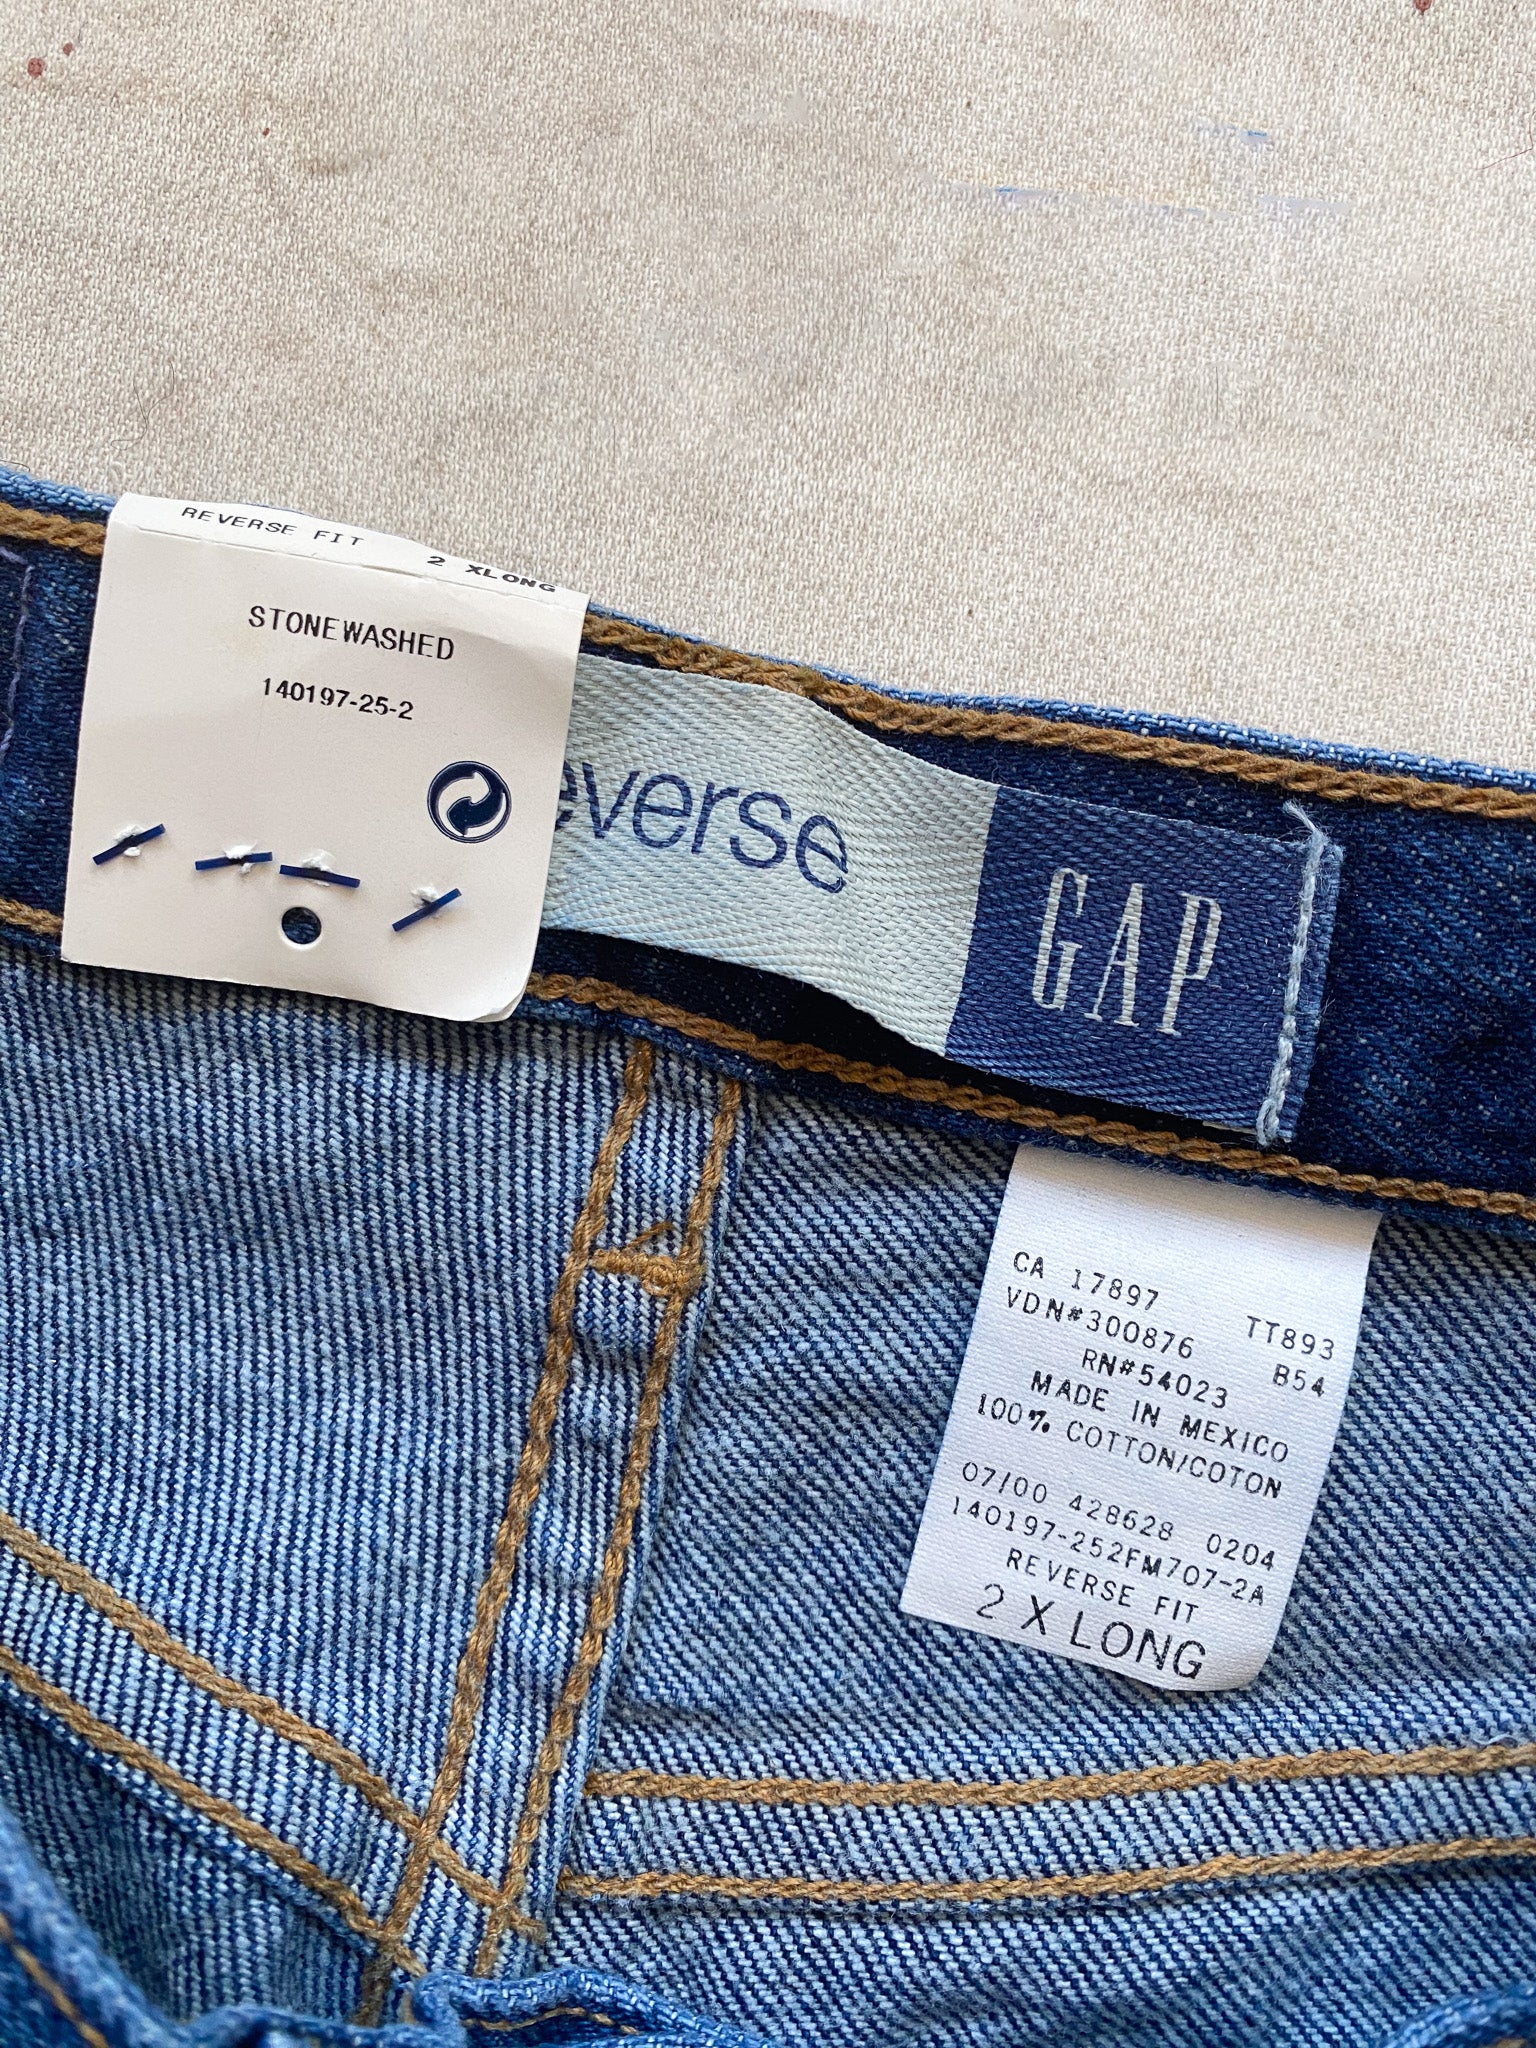 REVERSE FIT 2 XLONG
STONEWASHED
140197-25-2
everse
GAP
CA 17897 TT893
VDN#300876 B54
RN#54023
MADE IN MEXICO
100% COTTON/COTON
07/00 428628 0204
140197-252FM707-2A
REVERSE FIT
2 X LONG